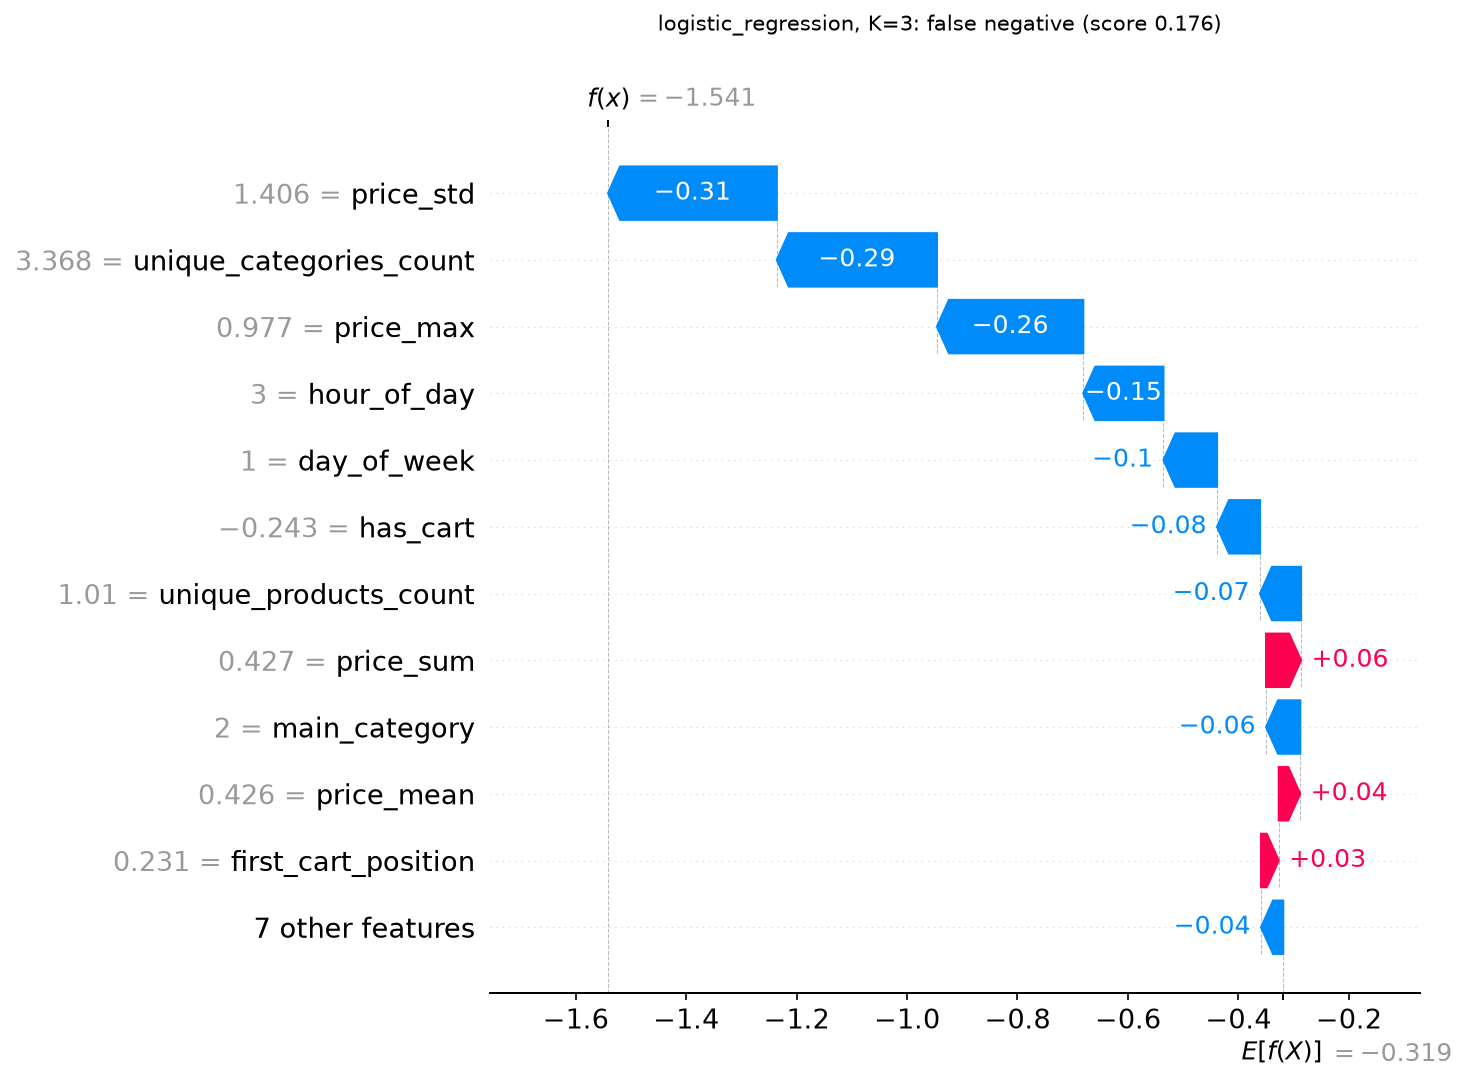 logistic_regression, K=3: false negative (score 0.176)
f(x) = −1.541
1.406 = price_std −0.31
3.368 = unique_categories_count −0.29
0.977 = price_max −0.26
3 = hour_of_day −0.15
1 = day_of_week −0.1
−0.243 = has_cart −0.08
1.01 = unique_products_count −0.07
0.427 = price_sum +0.06
2 = main_category −0.06
0.426 = price_mean +0.04
0.231 = first_cart_position +0.03
7 other features −0.04
−1.6 −1.4 −1.2 −1.0 −0.8 −0.6 −0.4 −0.2
E[f(X)] = −0.319